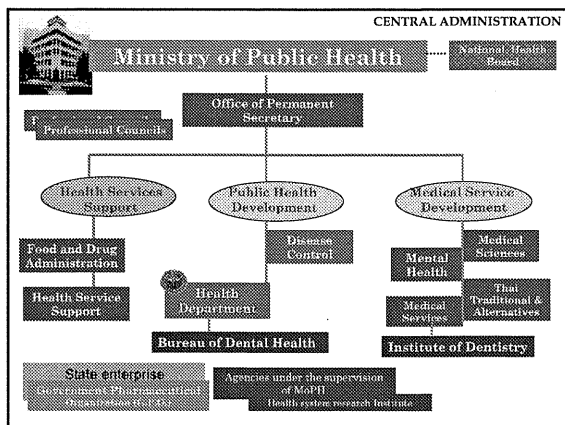 CENTRAL ADMINISTRATION
Ministry of Public Health
National Health
Board
Office of Permanent
Secretary
Professional Councils
Health Services
Support
Public Health
Development
Medical Service
Development
Food and Drug
Administration
Health Service
Support
Disease
Control
Health
Department
Bureau of Dental Health
Mental
Health
Medical
Sciences
Medical
Services
Thai
Traditional &
Alternatives
Institute of Dentistry
State enterprise
Government Pharmaceutical
Organization (G.P.O.)
Agencies under the supervision
of MoPH
Health system research Institute